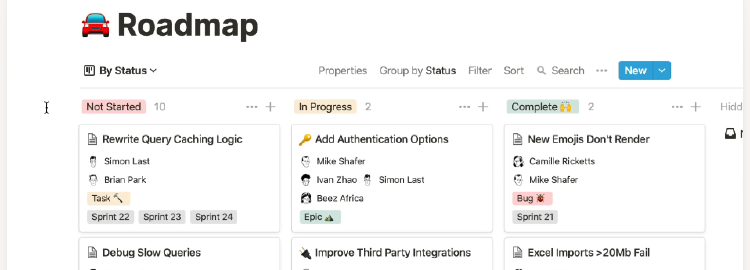 Roadmap
By Status Properties Group by Status Filter Sort Search New
Not Started 10 In Progress 2 Complete 2 Hidd
Rewrite Query Caching Logic
Simon Last
Brian Park
Task
Sprint 22 Sprint 23 Sprint 24
Debug Slow Queries
Add Authentication Options
Mike Shafer
Ivan Zhao Simon Last
Beez Africa
Epic
Improve Third Party Integrations
New Emojis Don't Render
Camille Ricketts
Mike Shafer
Bug
Sprint 21
Excel Imports >20Mb Fail